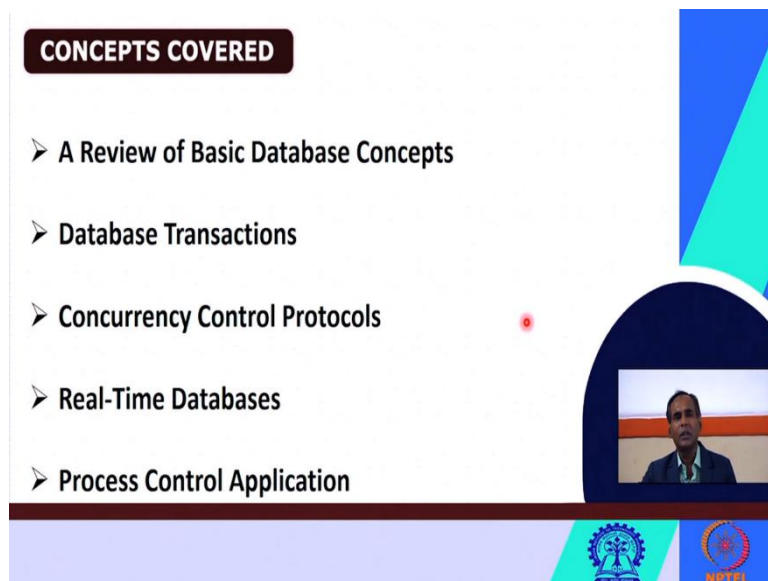 CONCEPTS COVERED
➢ A Review of Basic Database Concepts
➢ Database Transactions
➢ Concurrency Control Protocols
➢ Real-Time Databases
➢ Process Control Application
NPTEL